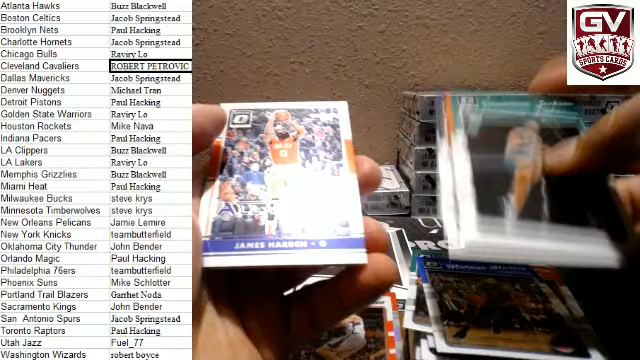 Atlanta Hawks Buzz Blackwell
Boston Celtics Jacob Springstead
Brooklyn Nets Paul Hacking
Charlotte Hornets Jacob Springstead
Chicago Bulls Raviry Lo
Cleveland Cavaliers ROBERT PETROVIC
Dallas Mavericks Jacob Springstead
Denver Nuggets Michael Tran
Detroit Pistons Paul Hacking
Golden State Warriors Raviry Lo
Houston Rockets Mike Nava
Indiana Pacers Paul Hacking
LA Clippers Buzz Blackwell
LA Lakers Raviry Lo
Memphis Grizzlies Buzz Blackwell
Miami Heat Paul Hacking
Milwaukee Bucks steve krys
Minnesota Timberwolves steve krys
New Orleans Pelicans Jamie Lemire
New York Knicks teambutterfield
Oklahoma City Thunder John Bender
Orlando Magic Paul Hacking
Philadelphia 76ers teambutterfield
Phoenix Suns Mike Schlotter
Portland Trail Blazers Garrhet Noda
Sacramento Kings John Bender
San Antonio Spurs Jacob Springstead
Toronto Raptors Paul Hacking
Utah Jazz Fuel_77
Washington Wizards robert boyce
GV
SPORTS CARDS
JAMES HARDEN • G